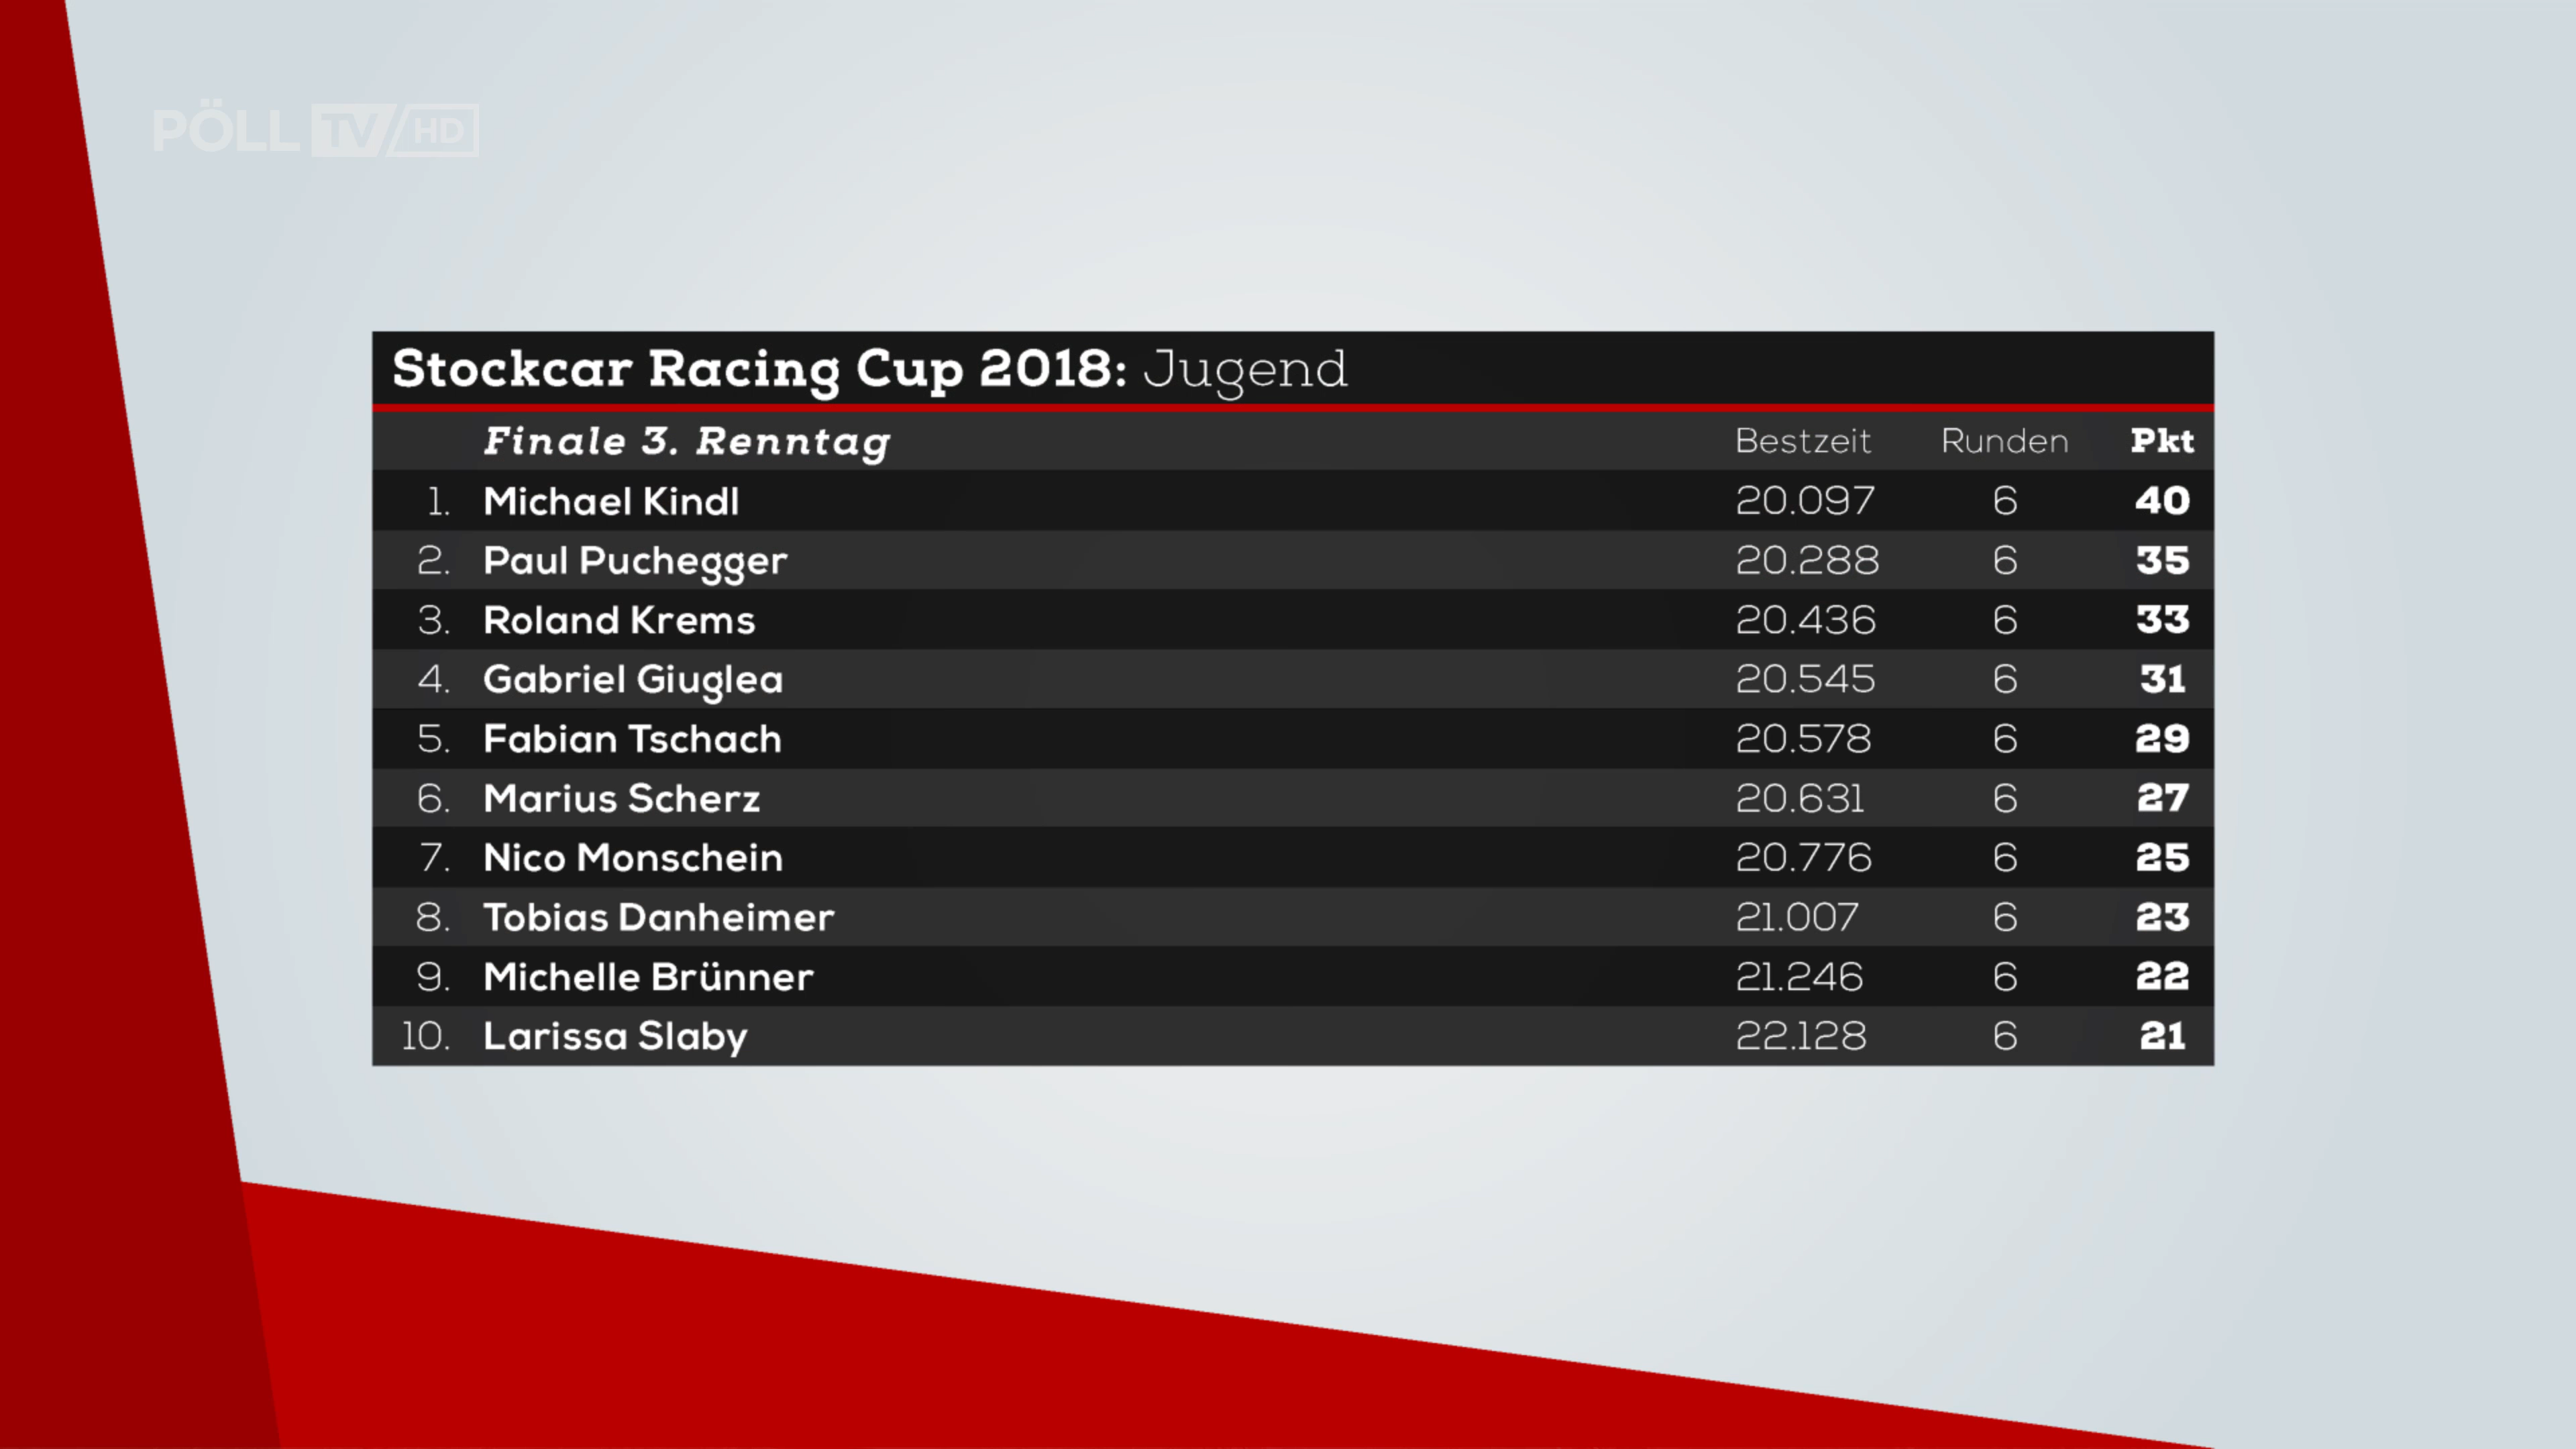 PÖLL TV/HD
Stockcar Racing Cup 2018: Jugend
Finale 3. Renntag Bestzeit Runden Pkt
1. Michael Kindl 20.097 6 40
2. Paul Puchegger 20.288 6 35
3. Roland Krems 20.436 6 33
4. Gabriel Giuglea 20.545 6 31
5. Fabian Tschach 20.578 6 29
6. Marius Scherz 20.631 6 27
7. Nico Monschein 20.776 6 25
8. Tobias Danheimer 21.007 6 23
9. Michelle Brünner 21.246 6 22
10. Larissa Slaby 22.128 6 21